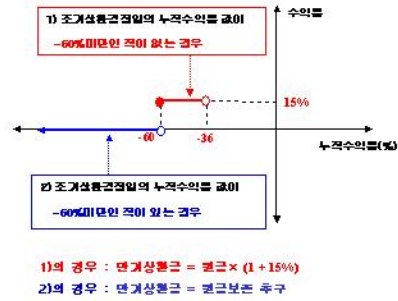 수익률
1) 조기상환결정일의 누적수익률 값이
-60%미만인 적이 없는 경우
15%
-60
-36
누적수익률(%)
2) 조기상환결정일의 누적수익률 값이
-60%미만인 적이 있는 경우
1)의 경우 : 만기상환금 = 원금× (1 +15%)
2)의 경우 : 만기상환금 = 원금보존 추구